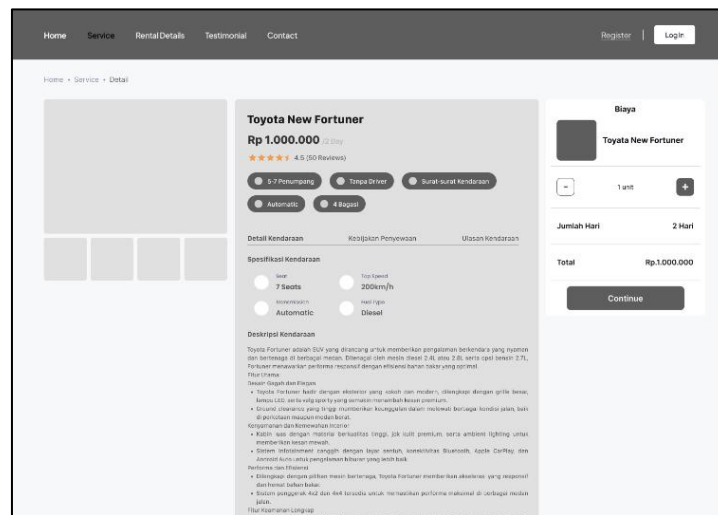 Home Service Rental Details Testimonial Contact Register | Login
Home • Service • Detail
Toyota New Fortuner
Rp 1.000.000 /2 Day
4.5 (50 Reviews)
5-7 Penumpang Tanpa Driver Surat-surat Kendaraan
Automatic 4 Bagasi
Detail Kendaraan Kebijakan Penyewaan Ulasan Kendaraan
Spesifikasi Kendaraan
Seat Top Speed
7 Seats 200km/h
Transmission Fuel Type
Automatic Diesel
Deskripsi Kendaraan
Toyota Fortuner adalah SUV yang dirancang untuk memberikan pengalaman berkendara yang nyaman
dan bertenaga di berbagai medan. Ditenagai oleh mesin diesel 2.4L atau 2.8L serta opsi bensin 2.7L,
Fortuner menawarkan performa responsif dengan efisiensi bahan bakar yang optimal.
Fitur Utama:
Desain Gagah dan Elegan
• Toyota Fortuner hadir dengan eksterior yang kokoh dan modern, dilengkapi dengan grille besar,
lampu LED, serta velg sporty yang semakin menambah kesan premium.
• Ground clearance yang tinggi memberikan keunggulan dalam melewati berbagai kondisi jalan, baik
di perkotaan maupun medan berat.
Kenyamanan dan Kemewahan Interior
• Kabin luas dengan material berkualitas tinggi, jok kulit premium, serta ambient lighting untuk
memberikan kesan mewah.
• Sistem infotainment canggih dengan layar sentuh, konektivitas Bluetooth, Apple CarPlay, dan
Android Auto untuk pengalaman hiburan yang lebih baik.
Performa dan Efisiensi
• Dilengkapi dengan pilihan mesin bertenaga, Toyota Fortuner memberikan akselerasi yang responsif
dan hemat bahan bakar.
• Sistem penggerak 4x2 dan 4x4 tersedia untuk memastikan performa maksimal di berbagai medan
jalan.
Fitur Keamanan Lengkap
Biaya
Toyata New Fortuner
- 1 unit +
Jumlah Hari 2 Hari
Total Rp.1.000.000
Continue